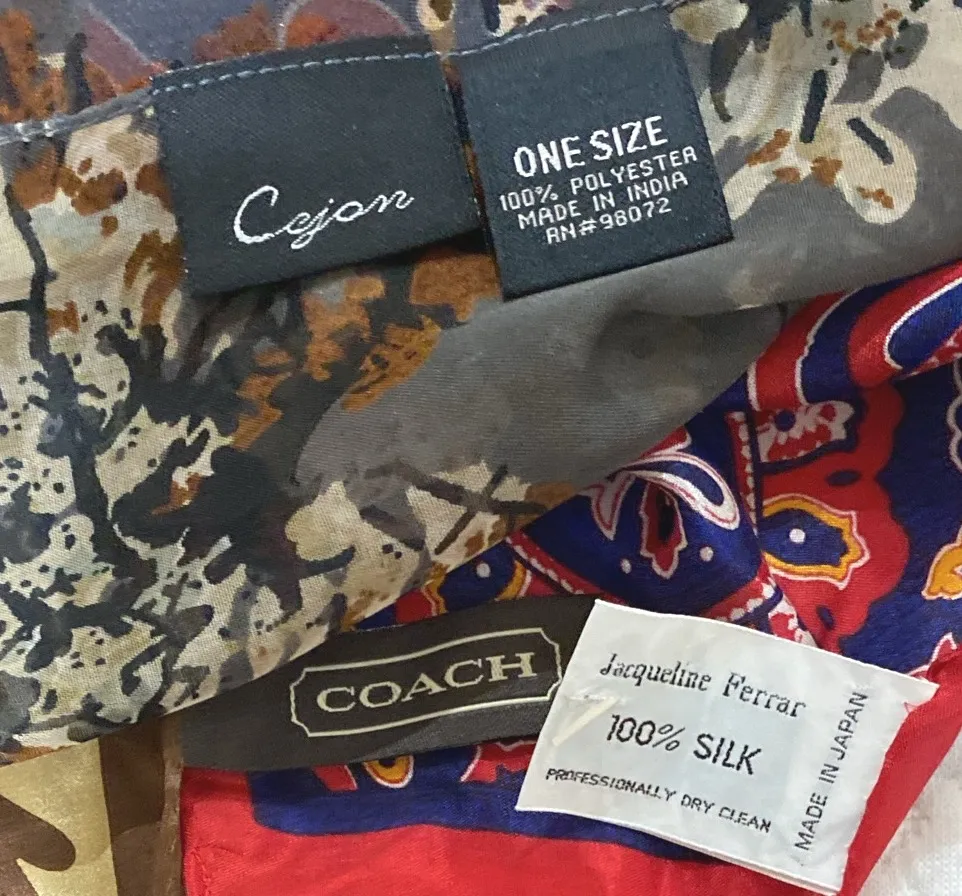 Cejon
ONE SIZE
100% POLYESTER
MADE IN INDIA
RN#98072
COACH
Jacqueline Ferrar
100% SILK
PROFESSIONALLY DRY CLEAN
MADE IN JAPAN